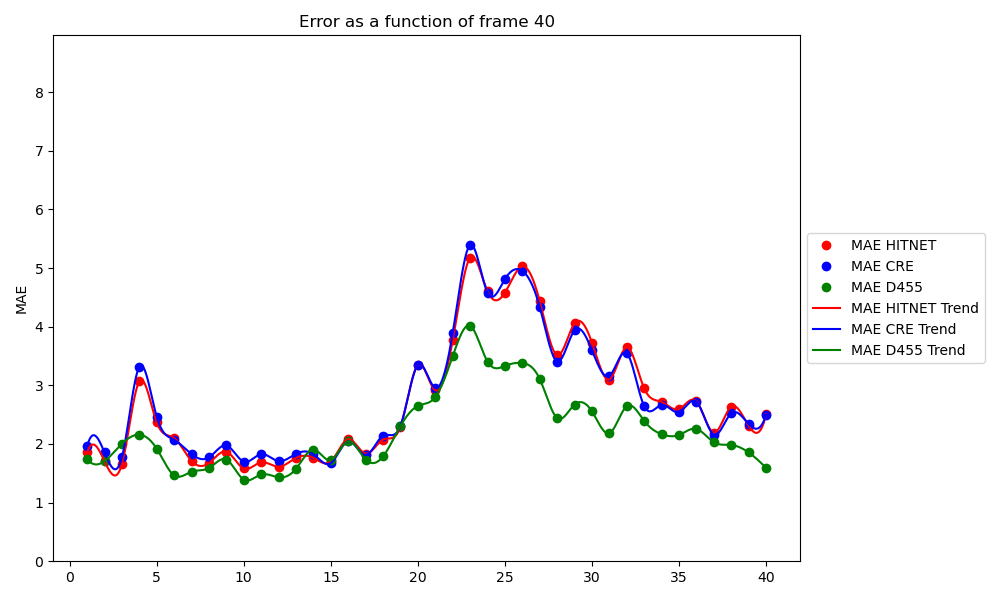 Error as a function of frame 40
MAE
8
7
6
5
4
3
2
1
0
0 5 10 15 20 25 30 35 40
MAE HITNET
MAE CRE
MAE D455
MAE HITNET Trend
MAE CRE Trend
MAE D455 Trend